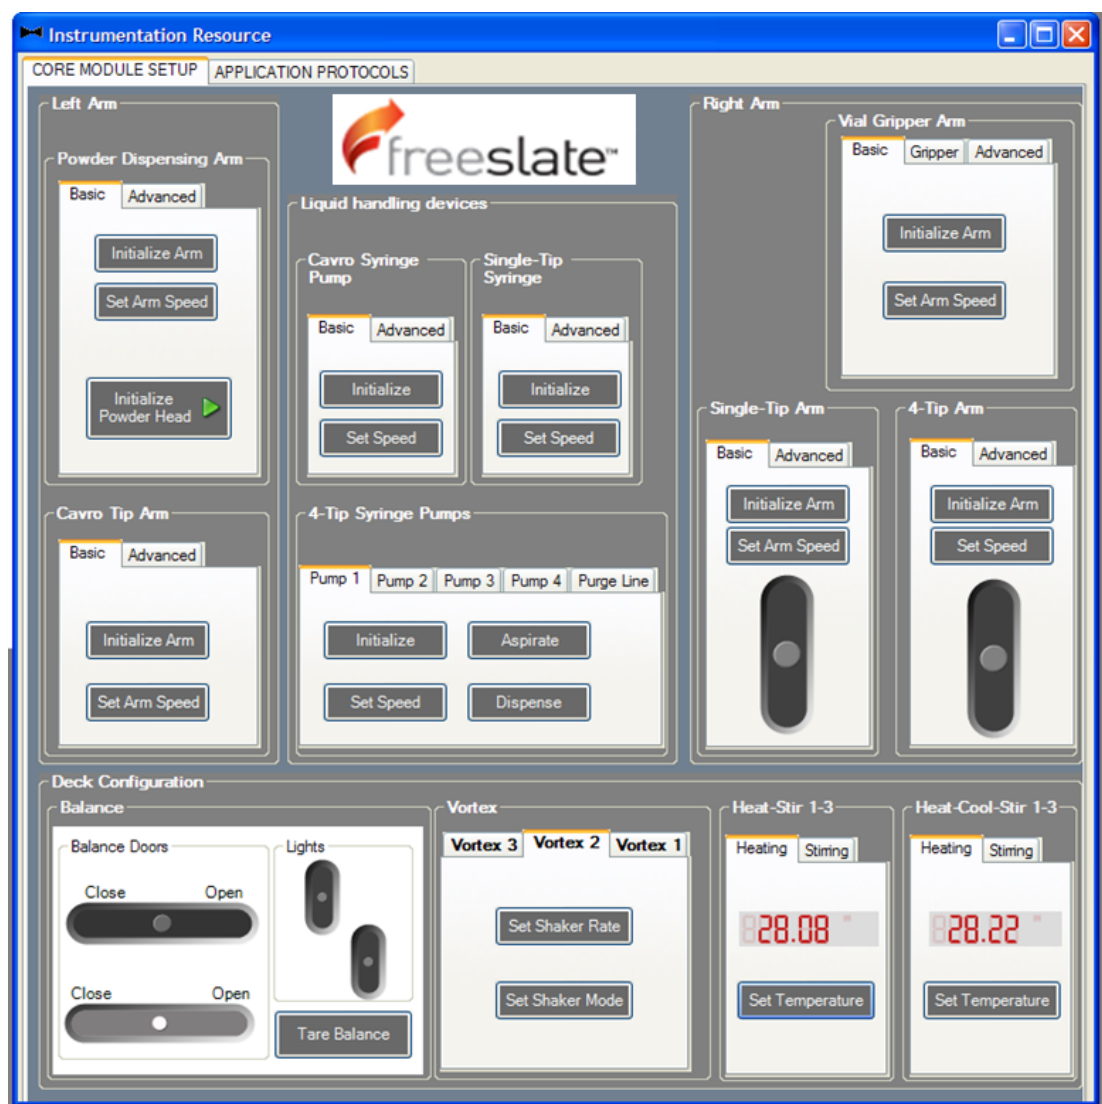 Instrumentation Resource
CORE MODULE SETUP
APPLICATION PROTOCOLS
Left Arm
Powder Dispensing Arm
Basic
Advanced
Initialize Arm
Set Arm Speed
Initialize
Powder Head
Cavro Tip Arm
Basic
Advanced
Initialize Arm
Set Arm Speed
freeslate™
Liquid handling devices
Cavro Syringe
Pump
Basic
Advanced
Initialize
Set Speed
Single-Tip
Syringe
Basic
Advanced
Initialize
Set Speed
4-Tip Syringe Pumps
Pump 1
Pump 2
Pump 3
Pump 4
Purge Line
Initialize
Aspirate
Set Speed
Dispense
Right Arm
Vial Gripper Arm
Basic
Gripper
Advanced
Initialize Arm
Set Arm Speed
Single-Tip Arm
Basic
Advanced
Initialize Arm
Set Arm Speed
4-Tip Arm
Basic
Advanced
Initialize Arm
Set Speed
Deck Configuration
Balance
Balance Doors
Close
Open
Close
Open
Lights
Tare Balance
Vortex
Vortex 3
Vortex 2
Vortex 1
Set Shaker Rate
Set Shaker Mode
Heat-Stir 1-3
Heating
Stirring
28.08
Set Temperature
Heat-Cool-Stir 1-3
Heating
Stirring
28.22
Set Temperature